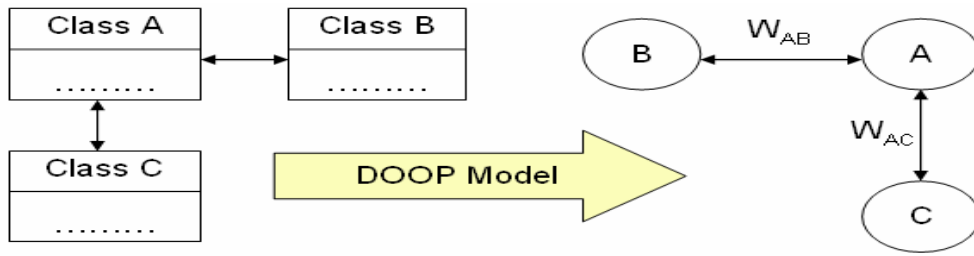 Class A
.........
Class B
.........
Class C
.........
DOOP Model
B
W_AB
A
W_AC
C